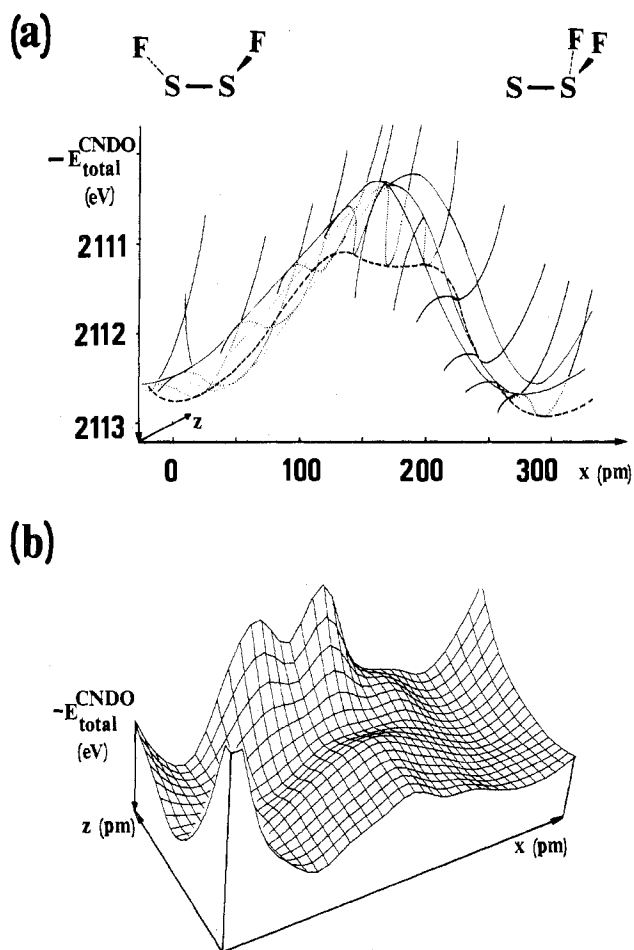 (a)
F F F F
S — S S — S
— E CNDO total
(eV)
2111
2112
2113
z
0 100 200 300 x (pm)
(b)
-E CNDO total
(eV)
z (pm)
x (pm)